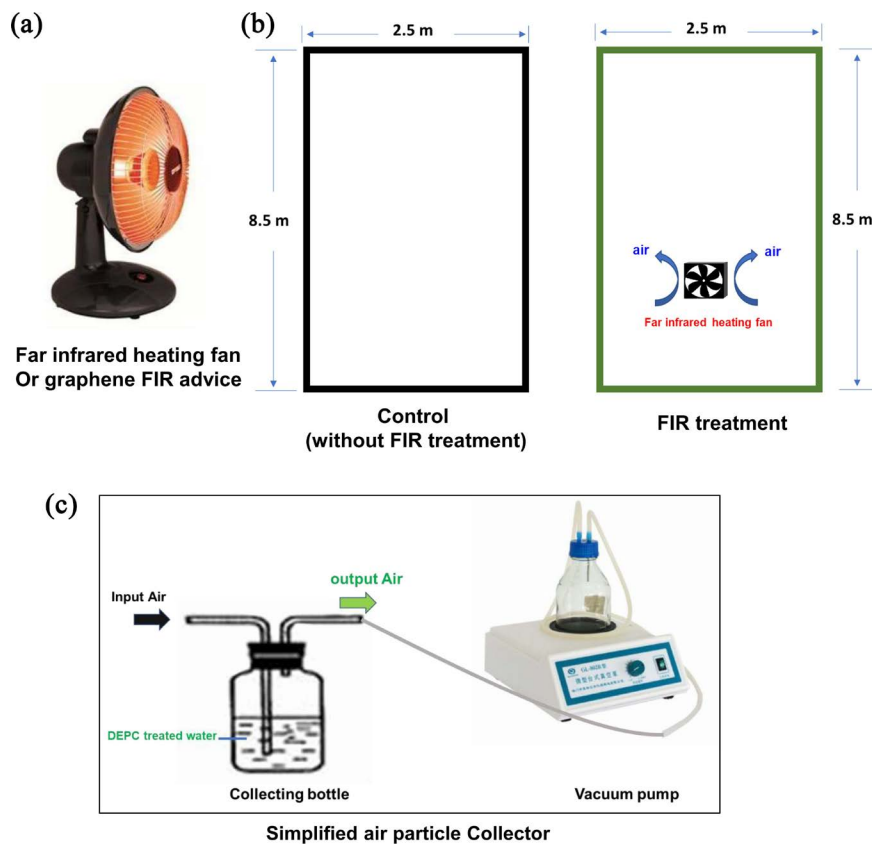 (a)
(b)
2.5 m
2.5 m
8.5 m
8.5 m
air
air
Far infrared heating fan
Far infrared heating fan
Or graphene FIR advice
Control
(without FIR treatment)
FIR treatment
(c)
Input Air
output Air
DEPC treated water
Collecting bottle
Vacuum pump
Simplified air particle Collector